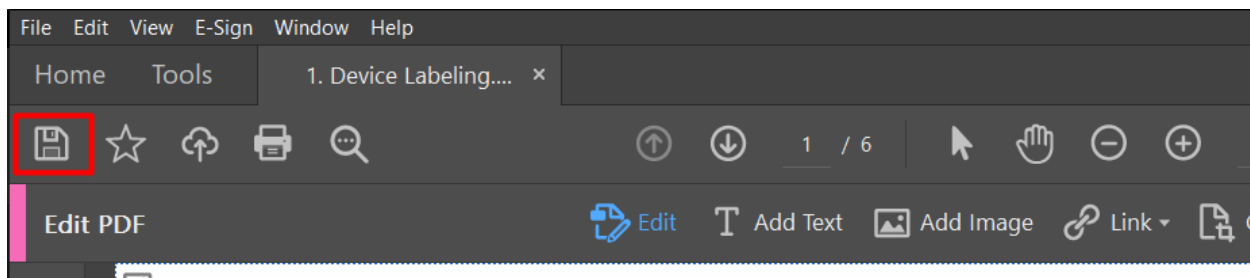 File Edit View E-Sign Window Help
Home Tools 1. Device Labeling.... ×
1 / 6
Edit PDF Edit Add Text Add Image Link